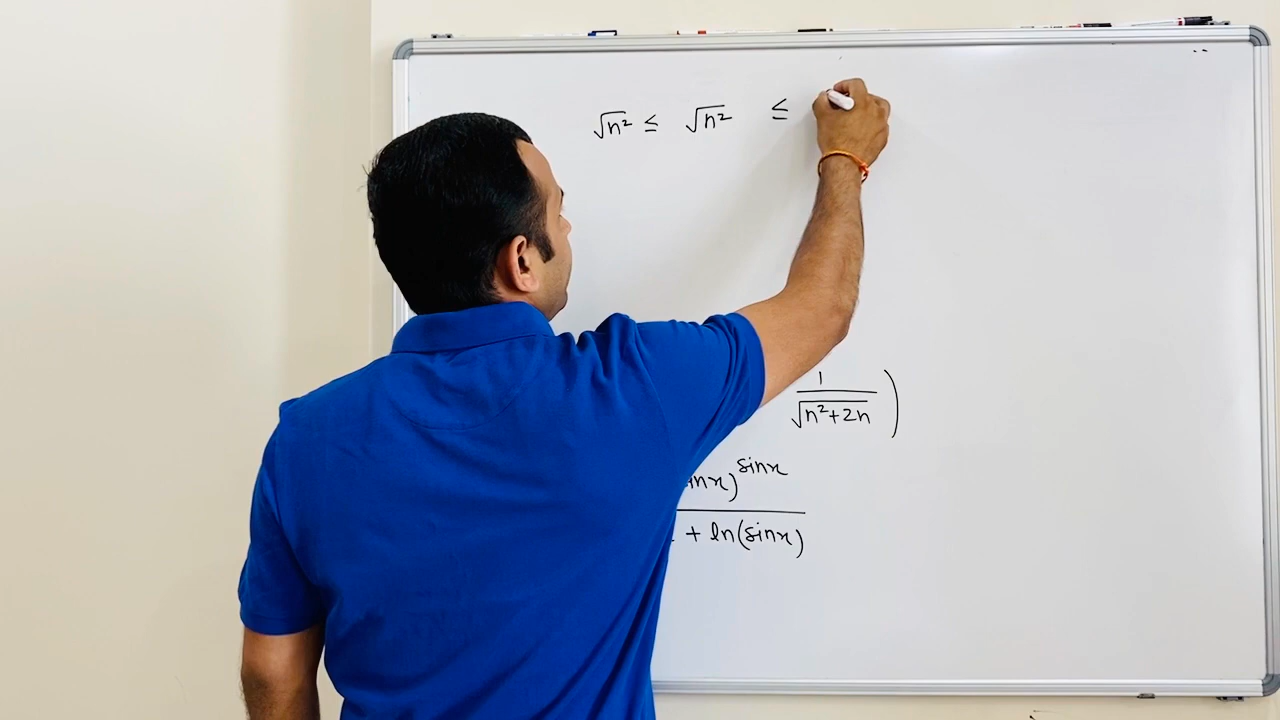 √n² ≤ √n² ≤
1/√(n²+2n) )
inx)^sinx
+ ln(sinx)